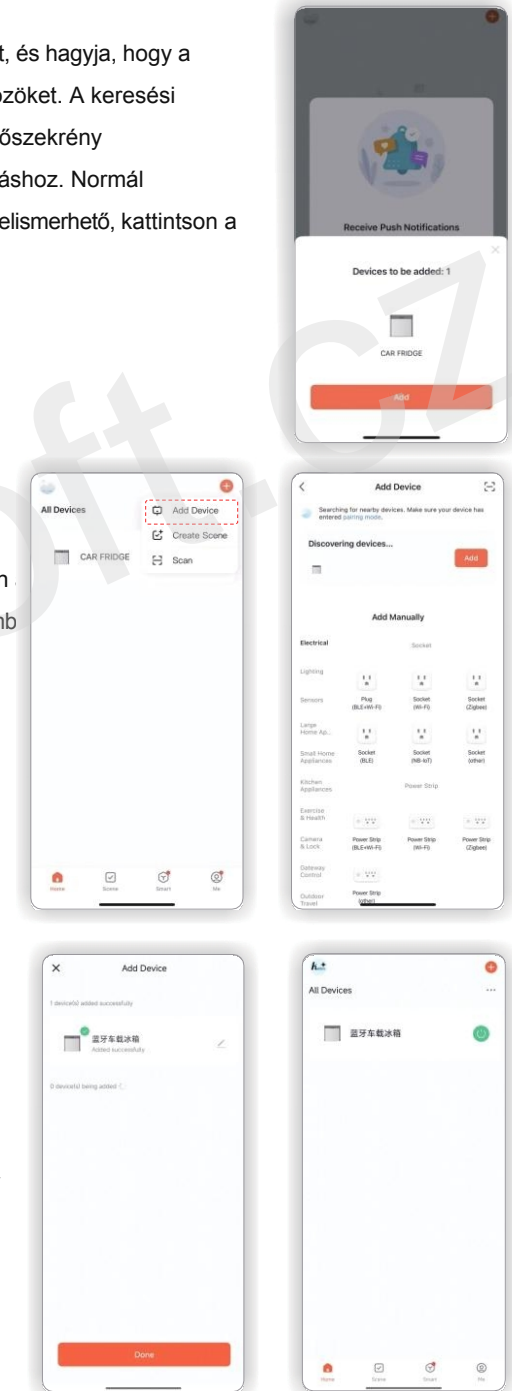 t, és hagyja, hogy a
özöket. A keresési
őszekrény
áshoz. Normál
elismerhető, kattintson a
Receive Push Notifications
Devices to be added: 1
CAR FRIDGE
Add
All Devices
Add Device
Create Scene
Scan
CAR FRIDGE
Home
Scene
Smart
Me
Add Device
Searching for nearby devices. Make sure your device has
entered pairing mode.
Discovering devices...
Add
Add Manually
Electrical
Socket
Lighting
Sensors
Plug
(BLE+Wi-Fi)
Socket
(Wi-Fi)
Socket
(Zigbee)
Large
Home Ap...
Small Home
Appliances
Socket
(BLE)
Socket
(NB-IoT)
Socket
(other)
Kitchen
Appliances
Power Strip
Exercise
& Health
Camera
& Lock
Power Strip
(BLE+Wi-Fi)
Power Strip
(Wi-Fi)
Power Strip
(Zigbee)
Gateway
Control
Outdoor
Travel
Power Strip
(other)
Add Device
1 device(s) added successfully
蓝牙车载冰箱
Added successfully
0 device(s) being added
Done
All Devices
蓝牙车载冰箱
Home
Scene
Smart
Me